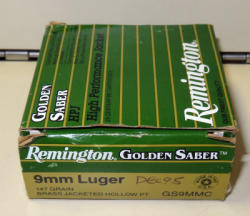 GOLDEN
SABER
HPJ
High Performance Jacket
Remington®
Remington® GOLDEN SABER™
9mm Luger DEC 95
147 GRAIN
BRASS JACKETED HOLLOW PT. GS9MMC